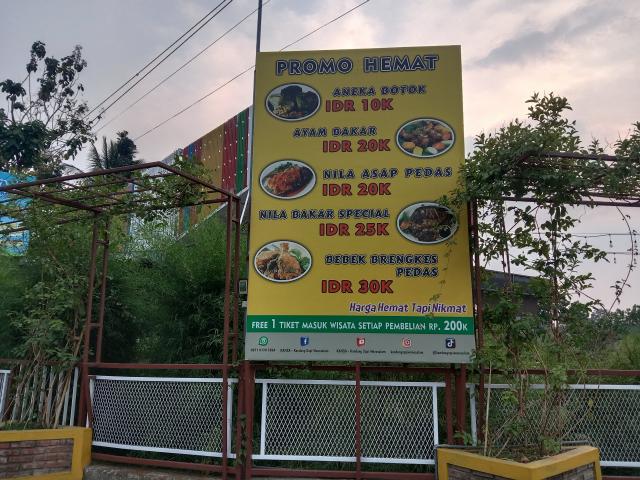 PROMO HEMAT
ANEKA BOTOK
IDR 10K
AYAM BAKAR
IDR 20K
NILA ASAP PEDAS
IDR 20K
NILA BAKAR SPECIAL
IDR 25K
BEBEK BRENGKES
PEDAS
IDR 30K
Harga Hemat Tapi Nikmat
FREE 1 TIKET MASUK WISATA SETIAP PEMBELIAN RP. 200K